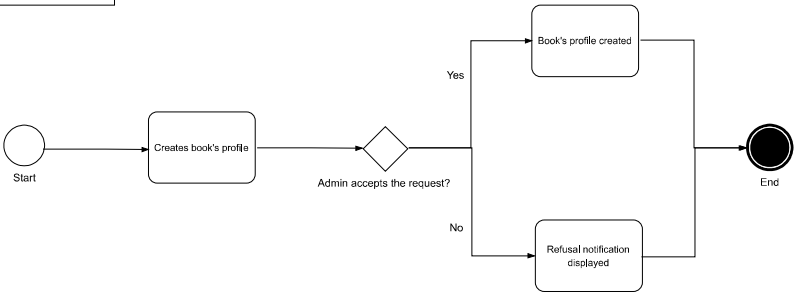 Book's profile created
Yes
Creates book's profile
Start
Admin accepts the request?
End
No
Refusal notification
displayed